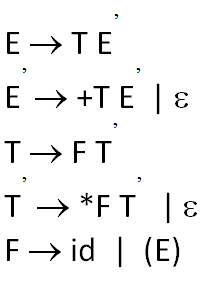 E → T E'
E' → +T E' | ε
T → F T'
T' → *F T' | ε
F → id | (E)